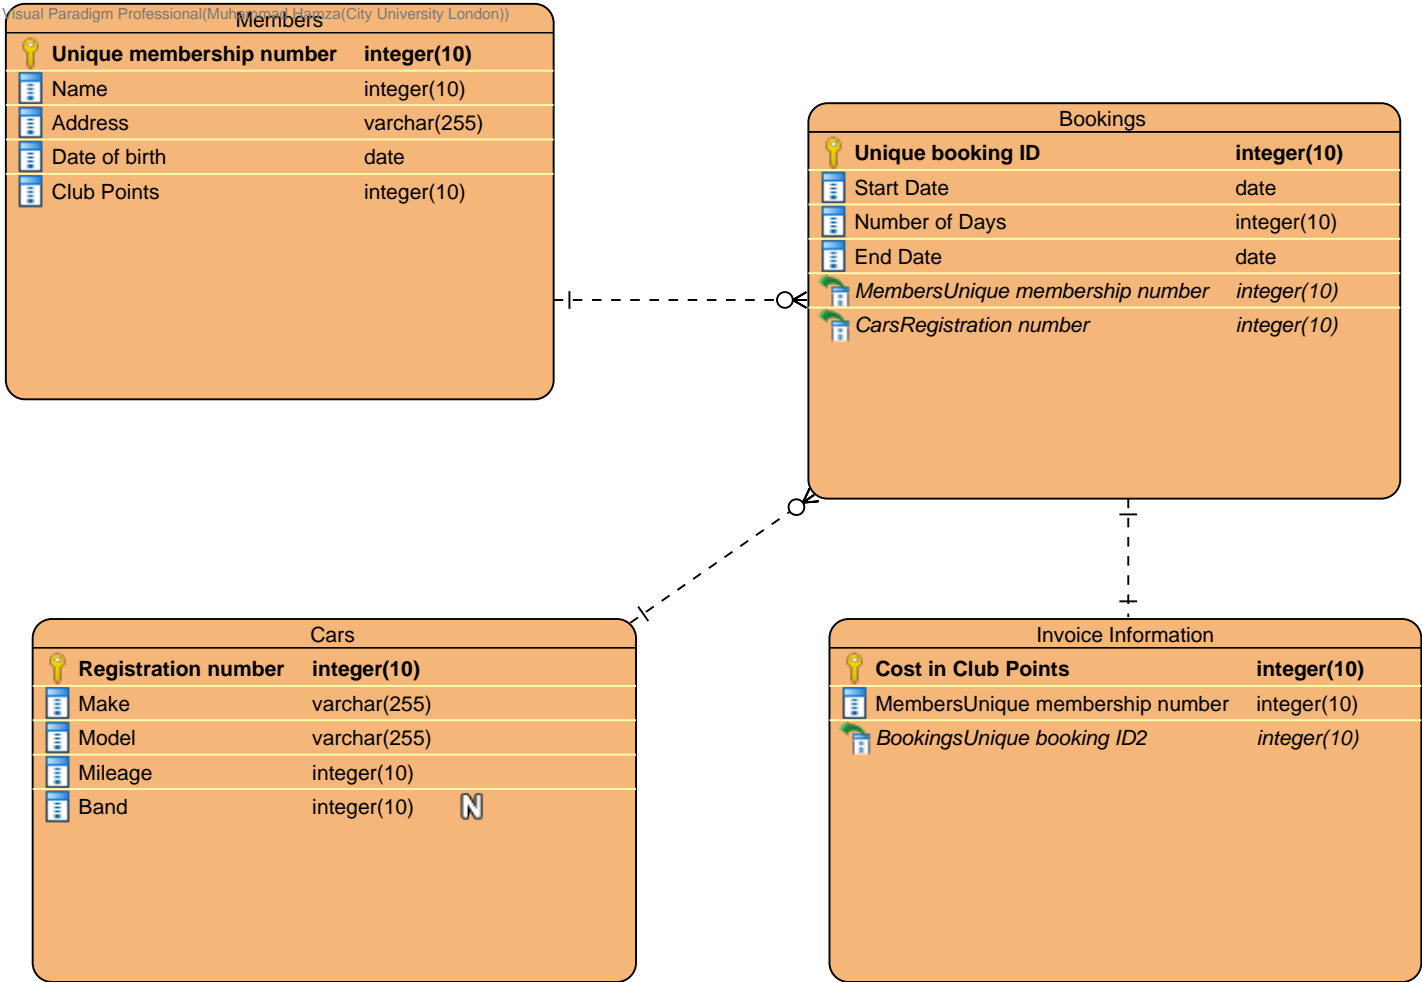 Visual Paradigm Professional(Muhammad Hamza(City University London))
Members
Unique membership number integer(10)
Name integer(10)
Address varchar(255)
Date of birth date
Club Points integer(10)
Bookings
Unique booking ID integer(10)
Start Date date
Number of Days integer(10)
End Date date
MembersUnique membership number integer(10)
CarsRegistration number integer(10)
Cars
Registration number integer(10)
Make varchar(255)
Model varchar(255)
Mileage integer(10)
Band integer(10) N
Invoice Information
Cost in Club Points integer(10)
MembersUnique membership number integer(10)
BookingsUnique booking ID2 integer(10)